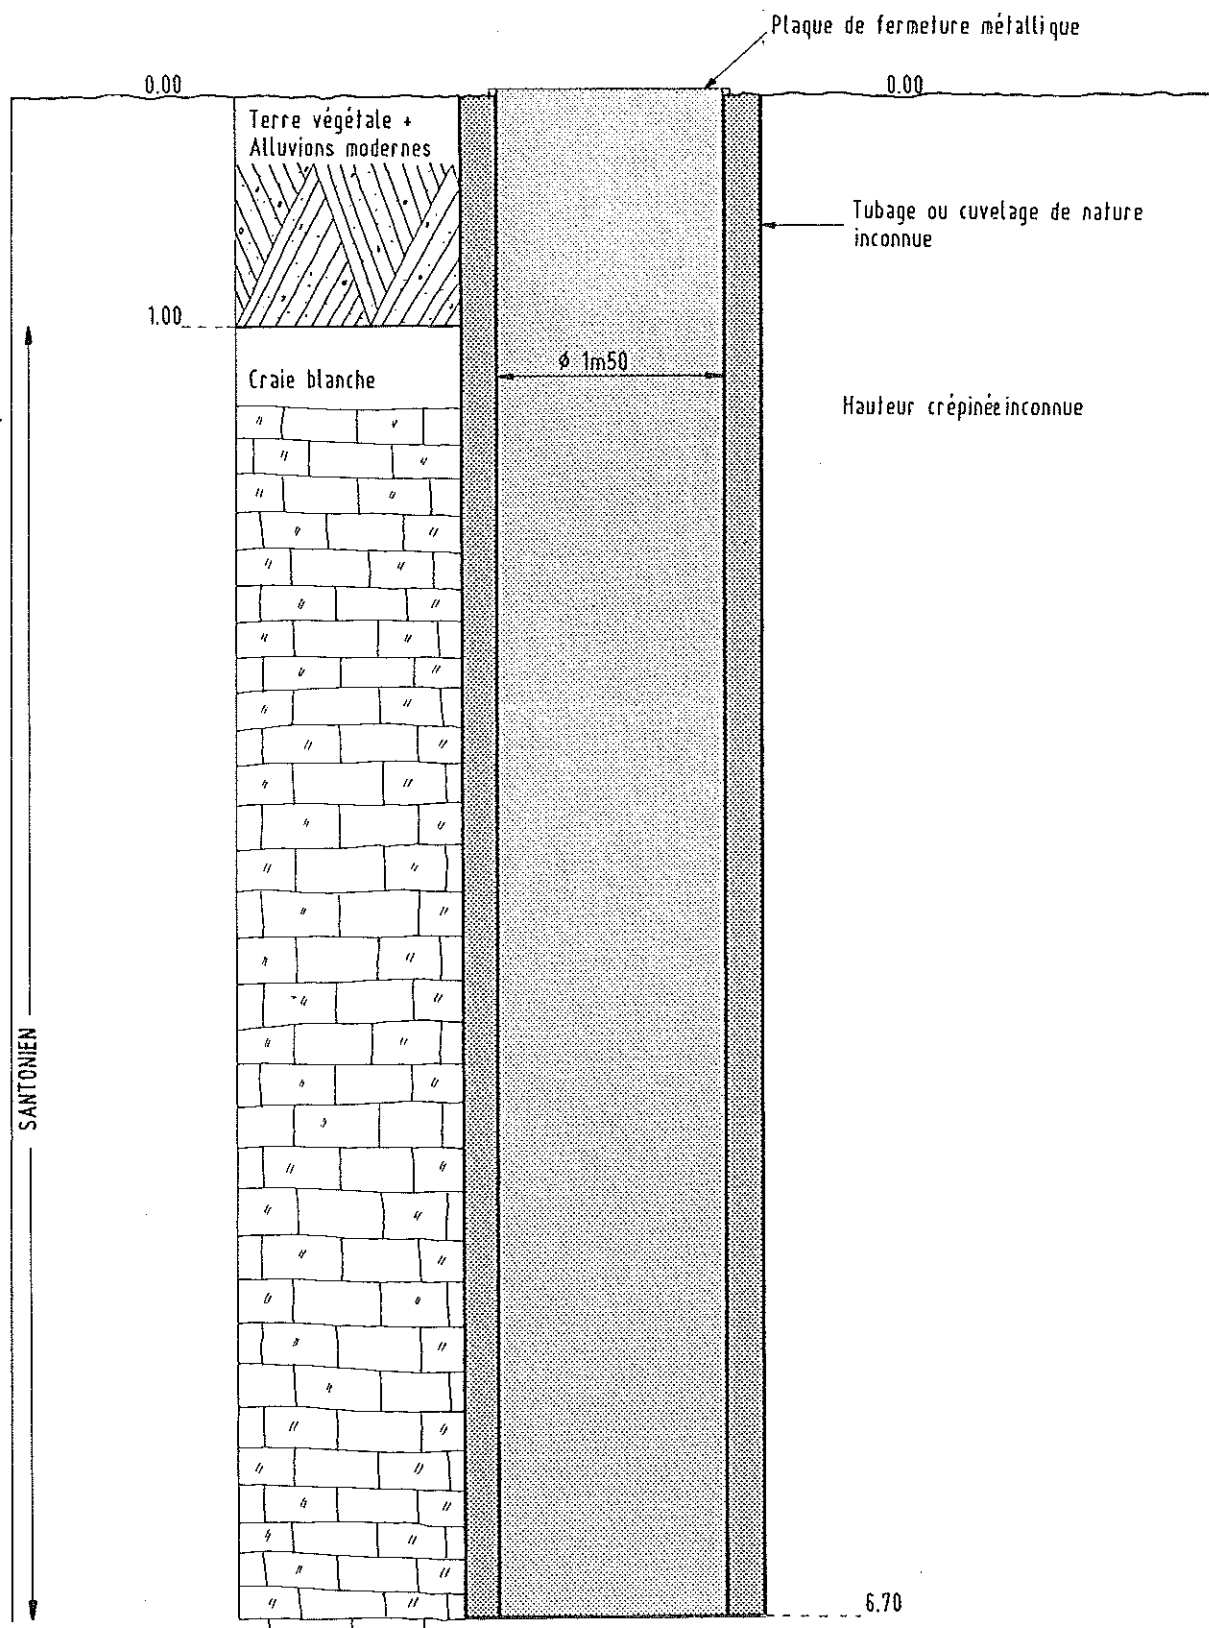 Plaque de fermeture métallique
0.00
0.00
Terre végétale +
Alluvions modernes
Tubage ou cuvelage de nature
inconnue
1.00
ø 1m50
Craie blanche
Hauteur crépinée inconnue
SANTONIEN
6.70